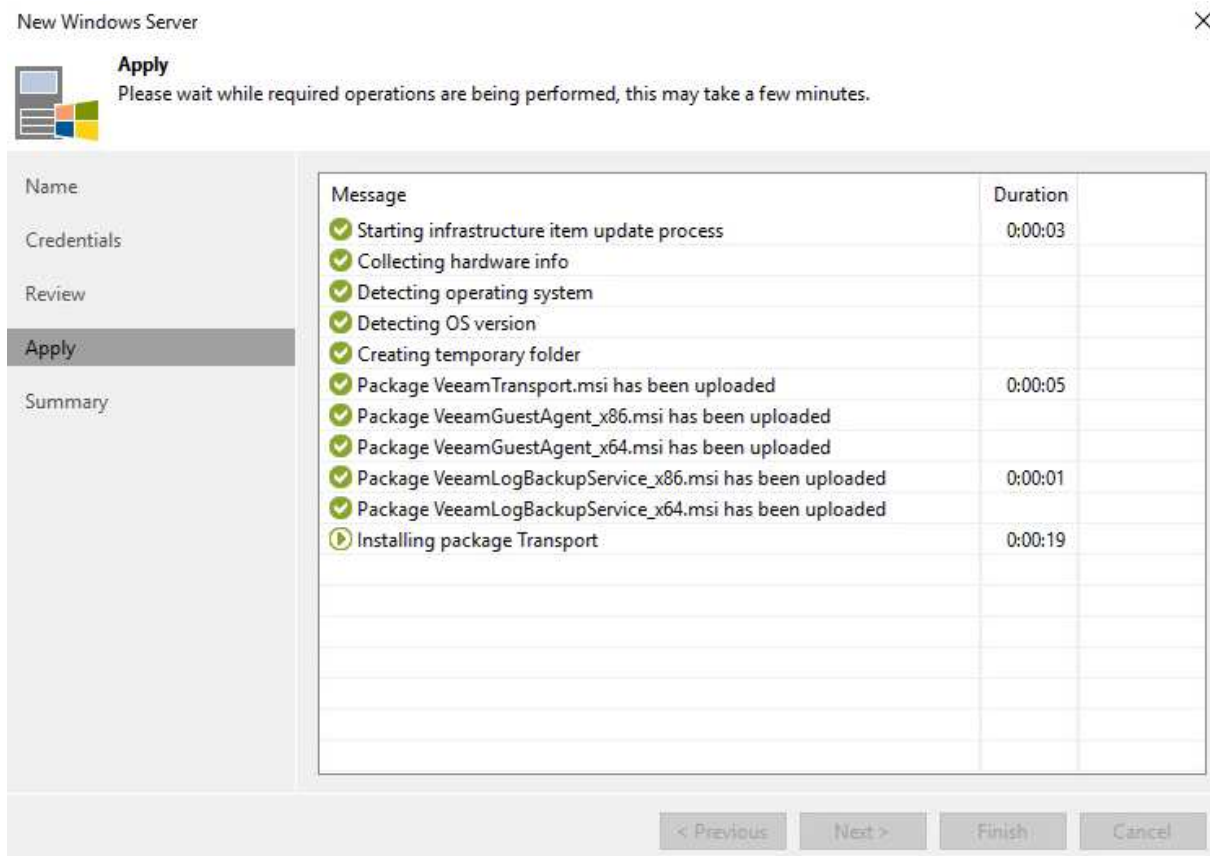 New Windows Server
Apply
Please wait while required operations are being performed, this may take a few minutes.
Name
Credentials
Review
Apply
Summary
Message Duration
Starting infrastructure item update process 0:00:03
Collecting hardware info
Detecting operating system
Detecting OS version
Creating temporary folder
Package VeeamTransport.msi has been uploaded 0:00:05
Package VeeamGuestAgent_x86.msi has been uploaded
Package VeeamGuestAgent_x64.msi has been uploaded
Package VeeamLogBackupService_x86.msi has been uploaded 0:00:01
Package VeeamLogBackupService_x64.msi has been uploaded
Installing package Transport 0:00:19
< Previous Next > Finish Cancel